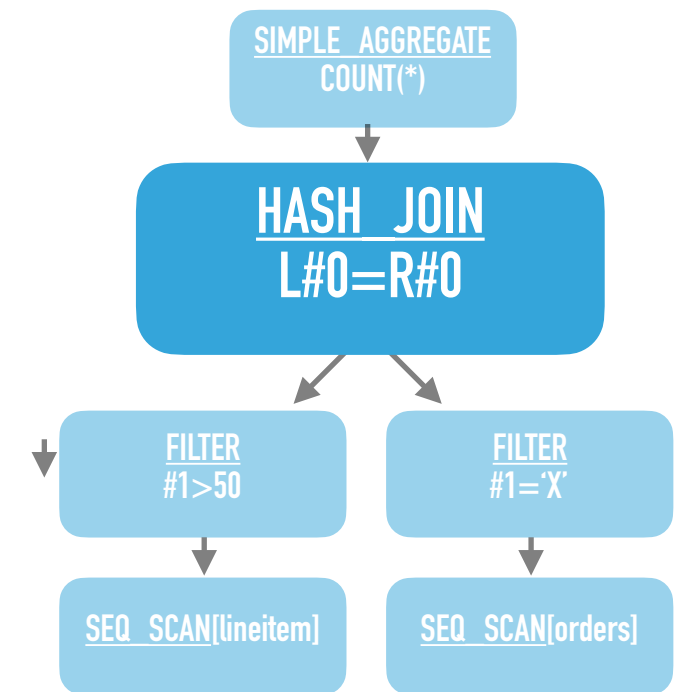 SIMPLE_AGGREGATE
COUNT(*)
HASH_JOIN
L#0=R#0
FILTER
#1>50
FILTER
#1=‘X’
SEQ_SCAN[lineitem]
SEQ_SCAN[orders]